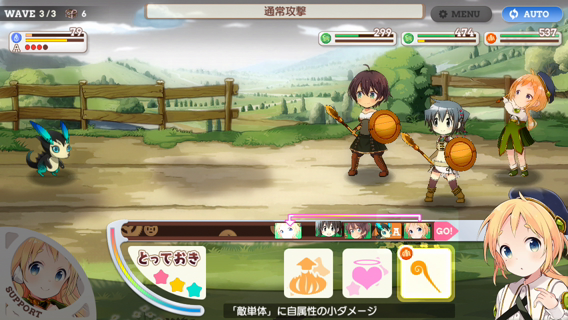 WAVE 3/3 6
通常攻撃
MENU
AUTO
79
A
299
474
537
A
GO!
とっておき
SUPPORT
「敵単体」に自属性の小ダメージ